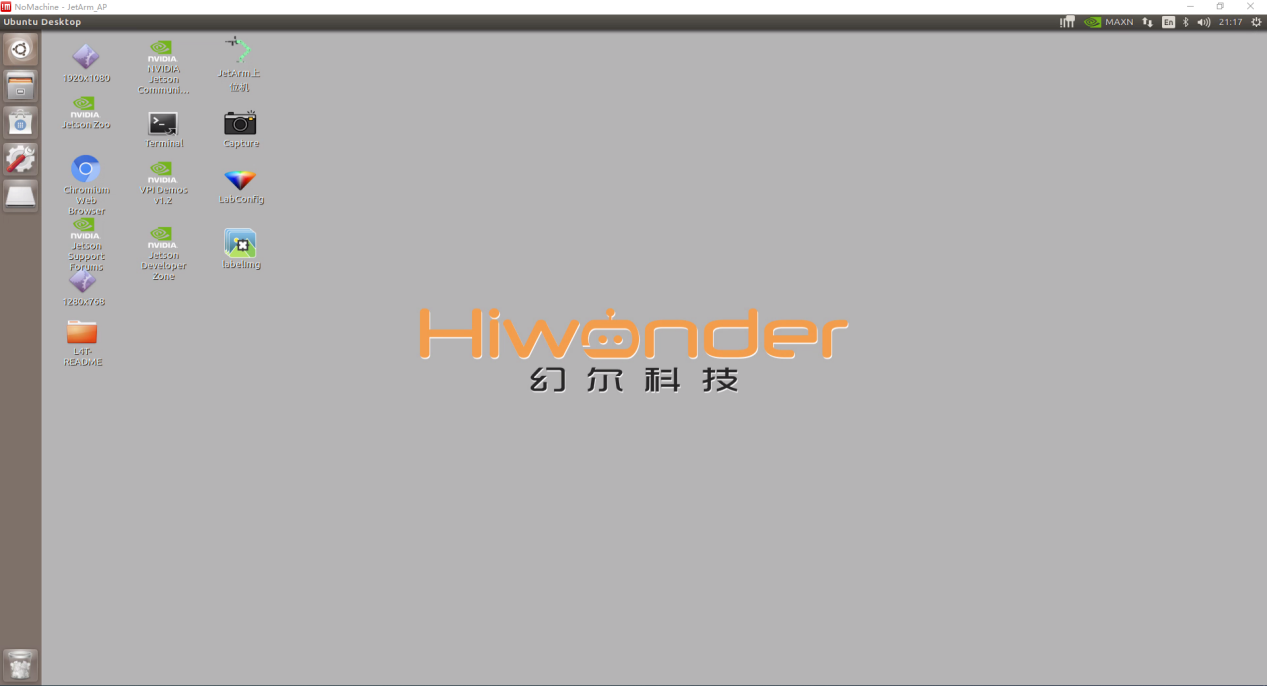 NoMachine - JetArm_AP
Ubuntu Desktop
MAXN
En
21:17
1920x1080
NVIDIA
NVIDIA
Jetson
Communi...
JetArm上
位机
NVIDIA
Jetson Zoo
Terminal
Capture
Chromium
Web
Browser
NVIDIA
VPI Demos
v1.2
LabConfig
NVIDIA
Jetson
Support
Forums
NVIDIA
Jetson
Developer
Zone
labelImg
1280x768
L4T-
README
Hiwonder
幻尔科技